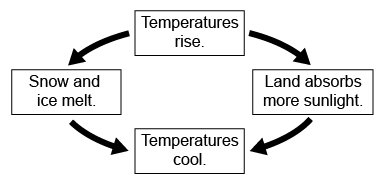 Temperatures
rise.
Snow and
ice melt.
Land absorbs
more sunlight.
Temperatures
cool.